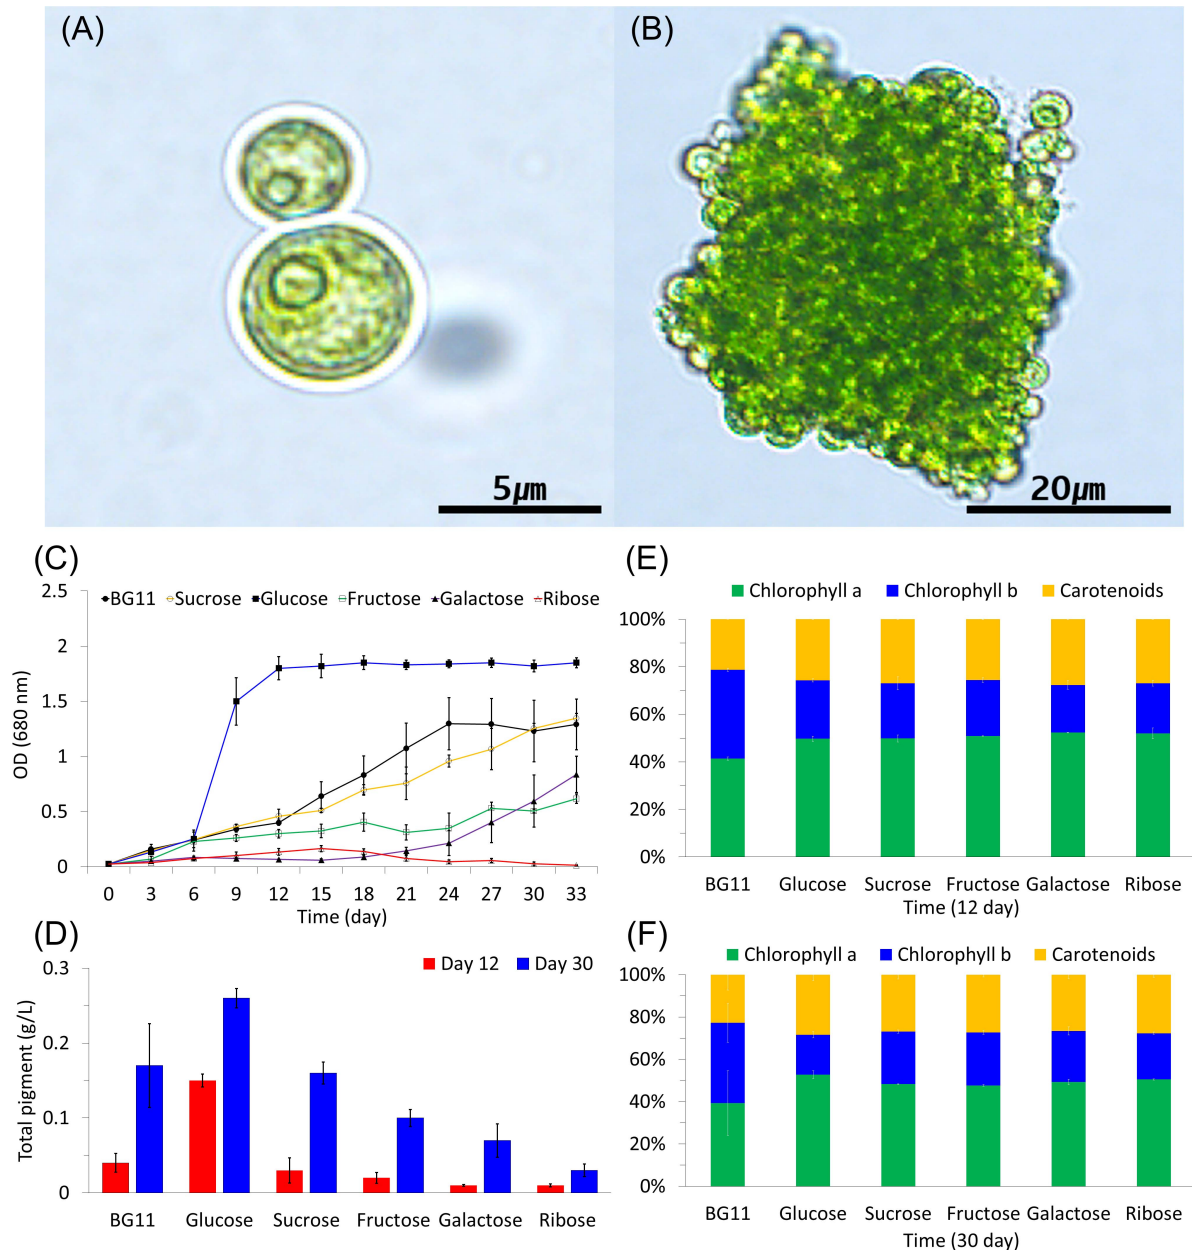 (A)
(B)
5μm
20μm
(C)
2.5
2
1.5
1
0.5
0
OD (680 nm)
BG11 Sucrose Glucose Fructose Galactose Ribose
0 3 6 9 12 15 18 21 24 27 30 33
Time (day)
(D)
0.3
0.2
0.1
0
Total pigment (g/L)
Day 12 Day 30
BG11 Glucose Sucrose Fructose Galactose Ribose
(E)
Chlorophyll a Chlorophyll b Carotenoids
100%
80%
60%
40%
20%
0%
BG11 Glucose Sucrose Fructose Galactose Ribose
Time (12 day)
(F)
Chlorophyll a Chlorophyll b Carotenoids
100%
80%
60%
40%
20%
0%
BG11 Glucose Sucrose Fructose Galactose Ribose
Time (30 day)